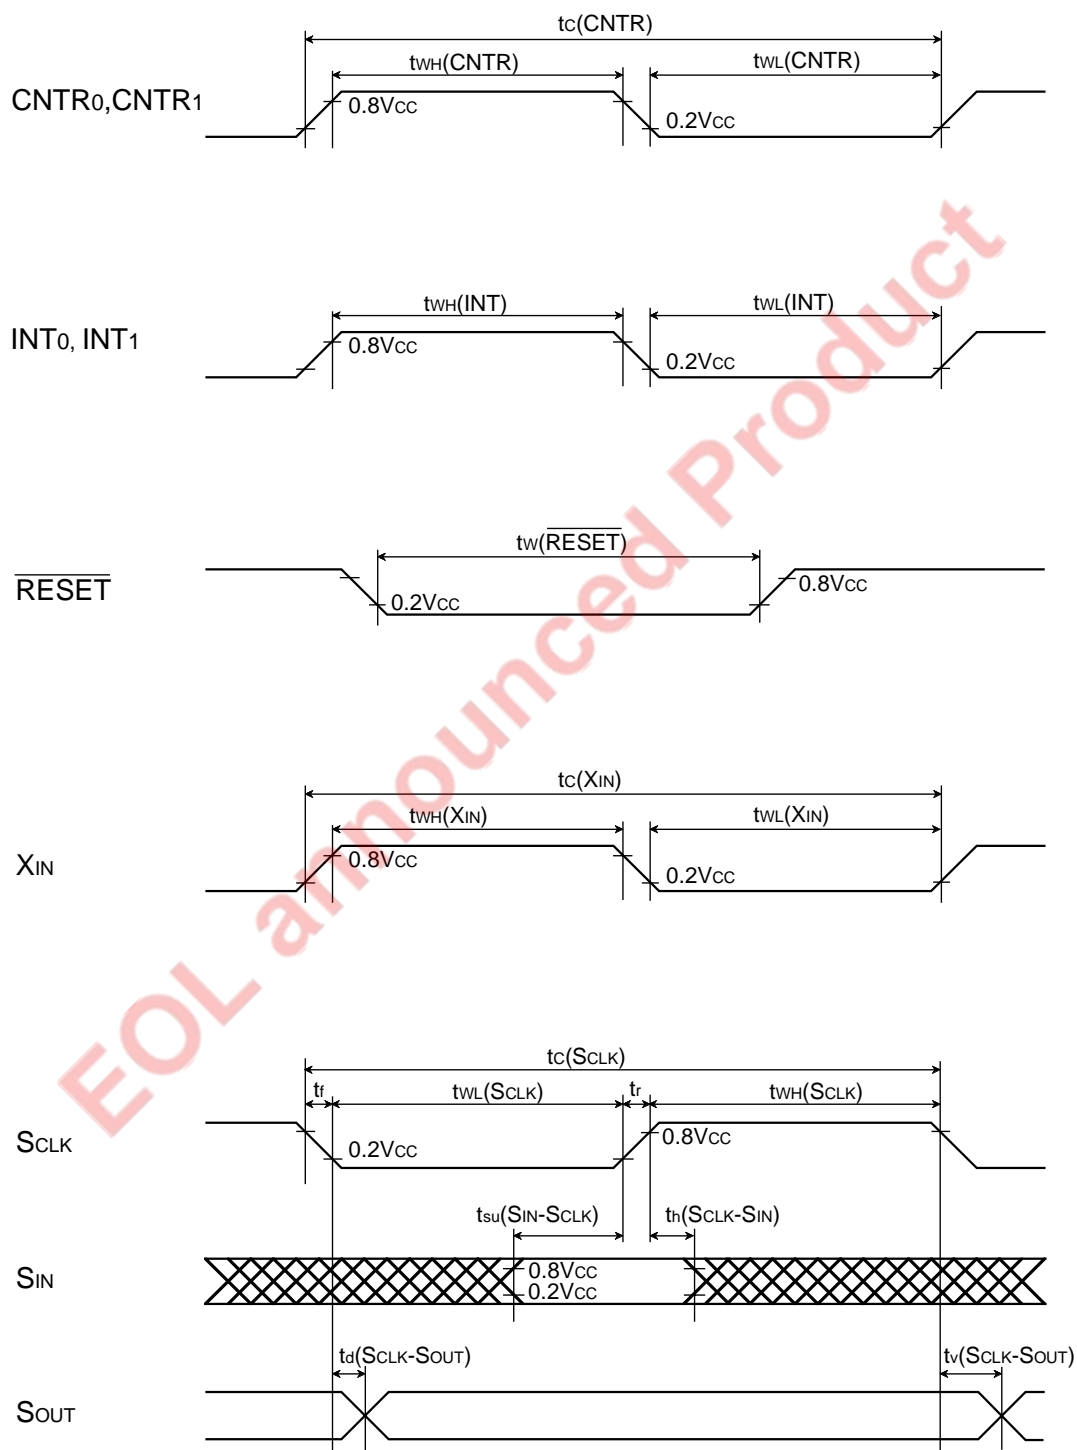 tC(CNTR)
tWH(CNTR) tWL(CNTR)
CNTR0,CNTR1
0.8VCC
0.2VCC
tWH(INT) tWL(INT)
INT0, INT1
0.8VCC
0.2VCC
tW(RESET)
RESET
0.2VCC
0.8VCC
tC(XIN)
tWH(XIN) tWL(XIN)
XIN
0.8VCC
0.2VCC
tC(SCLK)
tf tWL(SCLK) tr tWH(SCLK)
SCLK
0.2VCC
0.8VCC
tsu(SIN-SCLK) th(SCLK-SIN)
SIN
0.8VCC
0.2VCC
td(SCLK-SOUT) tv(SCLK-SOUT)
SOUT
EOL announced Product